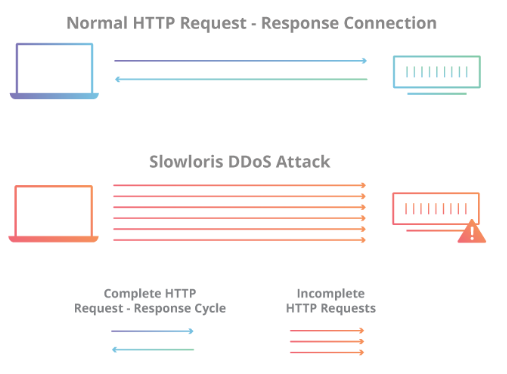 Normal HTTP Request - Response Connection
Slowloris DDoS Attack
Complete HTTP
Request - Response Cycle
Incomplete
HTTP Requests